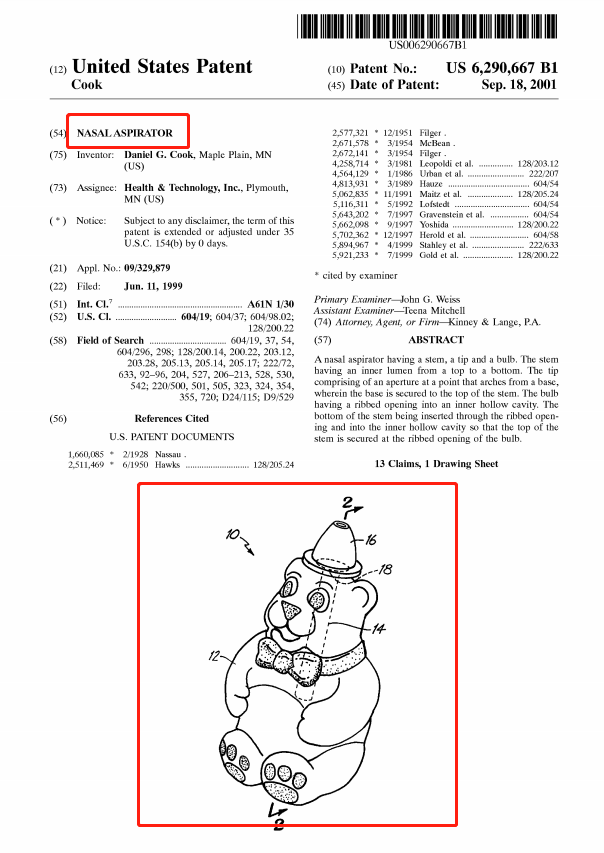 US006290667B1
(12) United States Patent
Cook
(10) Patent No.: US 6,290,667 B1
(45) Date of Patent: Sep. 18, 2001
(54) NASAL ASPIRATOR
(75) Inventor: Daniel G. Cook, Maple Plain, MN
(US)
(73) Assignee: Health & Technology, Inc., Plymouth,
MN (US)
( * ) Notice: Subject to any disclaimer, the term of this
patent is extended or adjusted under 35
U.S.C. 154(b) by 0 days.
(21) Appl. No.: 09/329,879
(22) Filed: Jun. 11, 1999
(51) Int. Cl.7 ........................................ A61N 1/30
(52) U.S. Cl. .................... 604/19; 604/37; 604/98.02;
128/200.22
(58) Field of Search ......................... 604/19, 37, 54,
604/296, 298; 128/200.14, 200.22, 203.12,
203.28, 205.13, 205.14, 205.17; 222/72,
633, 92–96, 204, 527, 206–213, 528, 530,
542; 220/500, 501, 505, 323, 324, 354,
355, 720; D24/115; D9/529
(56) References Cited
U.S. PATENT DOCUMENTS
1,660,085 * 2/1928 Nassau .
2,511,469 * 6/1950 Hawks .......................... 128/205.24
2,577,321 * 12/1951 Filger .
2,671,578 * 3/1954 McBean .
2,672,141 * 3/1954 Filger .
4,258,714 * 3/1981 Leopoldi et al. .............. 128/203.12
4,564,129 * 1/1986 Urban et al. ....................... 222/207
4,813,931 * 3/1989 Hauze ................................ 604/54
5,062,835 * 11/1991 Maitz et al. ................... 128/205.24
5,116,311 * 5/1992 Lofstedt .............................. 604/54
5,643,202 * 7/1997 Gravenstein et al. ................ 604/54
5,662,098 * 9/1997 Yoshida ......................... 128/200.22
5,702,362 * 12/1997 Herold et al. ........................ 604/58
5,894,967 * 4/1999 Stahley et al. ..................... 222/633
5,921,233 * 7/1999 Gold et al. ..................... 128/200.22
* cited by examiner
Primary Examiner—John G. Weiss
Assistant Examiner—Teena Mitchell
(74) Attorney, Agent, or Firm—Kinney & Lange, P.A.
(57) ABSTRACT
A nasal aspirator having a stem, a tip and a bulb. The stem
having an inner lumen from a top to a bottom. The tip
comprising of an aperture at a point that arches from a base,
wherein the base is secured to the top of the stem. The bulb
having a ribbed opening into an inner hollow cavity. The
bottom of the stem being inserted through the ribbed open-
ing and into the inner hollow cavity so that the top of the
stem is secured at the ribbed opening of the bulb.
13 Claims, 1 Drawing Sheet
2
10
16
18
14
12
2